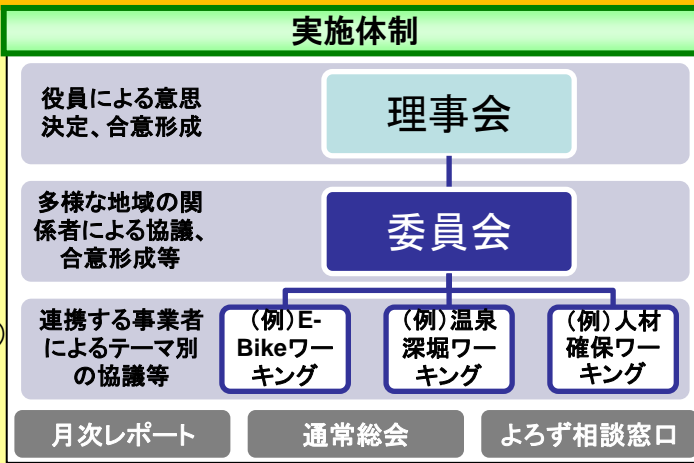 実施体制
役員による意思
決定、合意形成
理事会
多様な地域の関
係者による協議、
合意形成等
委員会
連携する事業者
によるテーマ別
の協議等
（例）E-
Bikeワー
キング
（例）温泉
深堀ワー
キング
（例）人材
確保ワー
キング
月次レポート
通常総会
よろず相談窓口
）